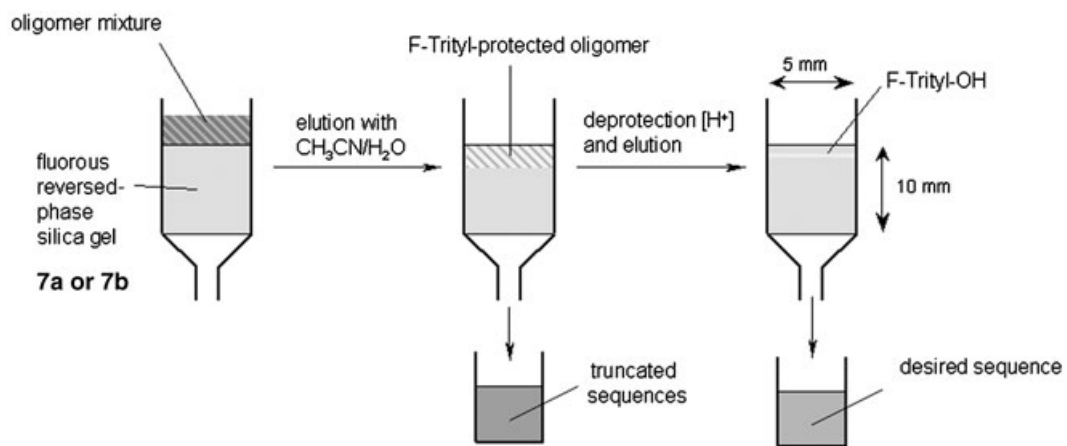 oligomer mixture
F-Trityl-protected oligomer
5 mm
F-Trityl-OH
elution with
CH₃CN/H₂O
deprotection [H⁺]
and elution
fluorous
reversed-
phase
silica gel
10 mm
7a or 7b
truncated
sequences
desired sequence